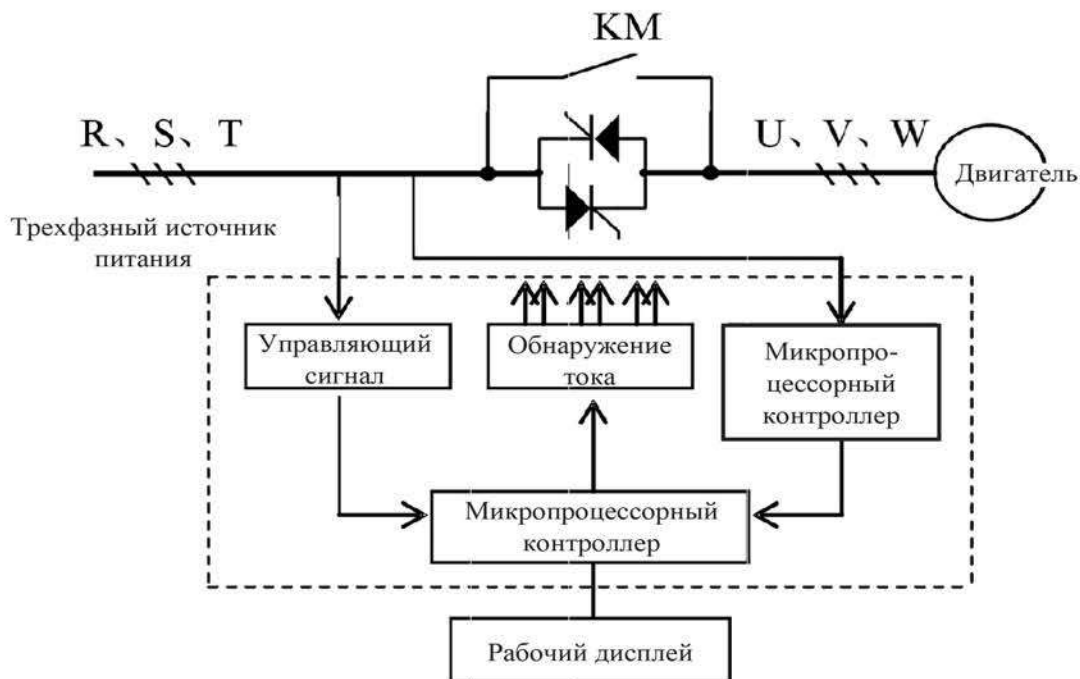 KM
R、S、T
U、V、W
Двигатель
Трехфазный источник
питания
Управляющий
сигнал
Обнаружение
тока
Микропро-
цессорный
контроллер
Микропроцессорный
контроллер
Рабочий дисплей